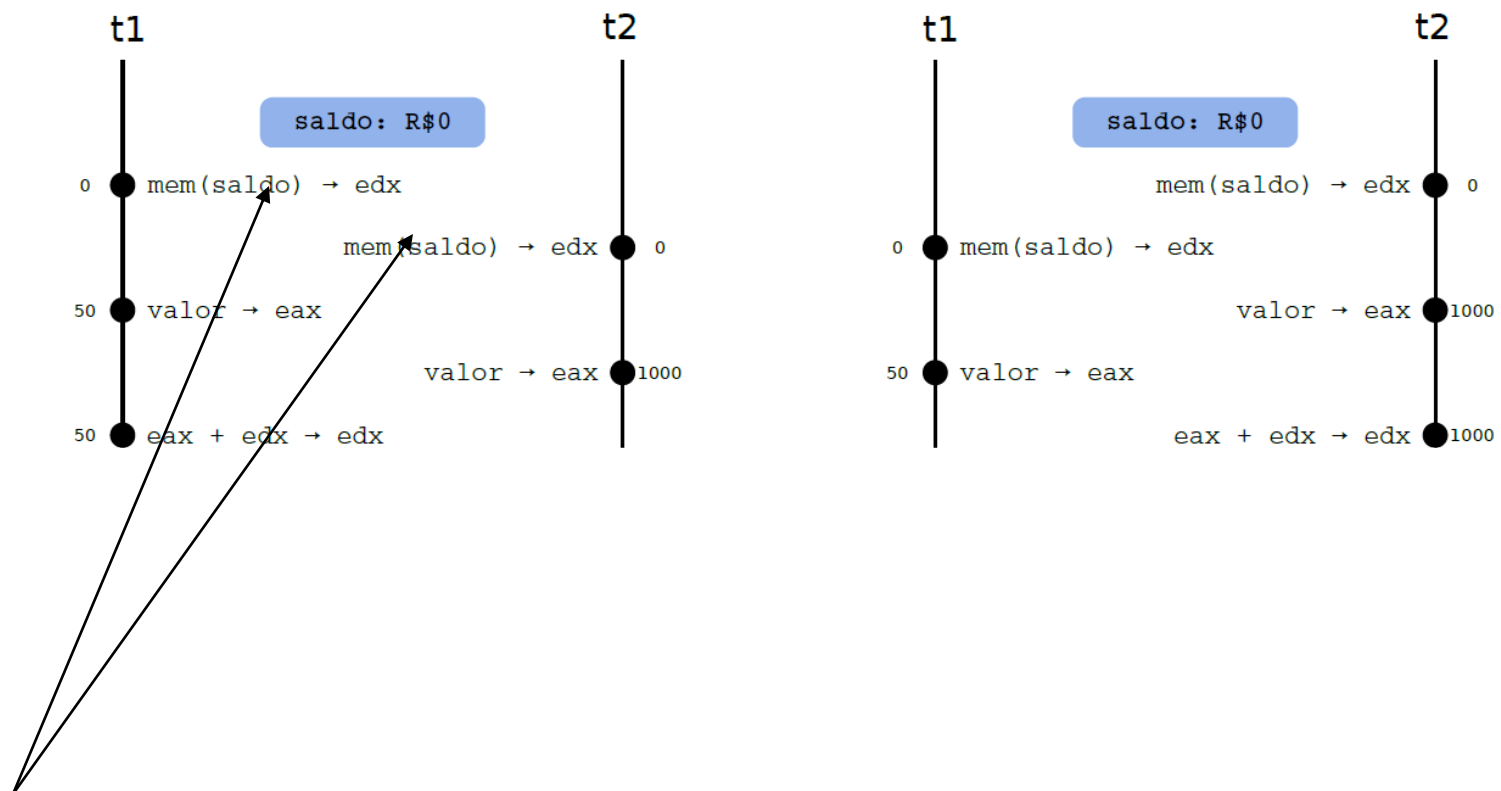 t1 t2
saldo: R$0
0 mem(saldo) → edx
mem(saldo) → edx 0
50 valor → eax
valor → eax 1000
50 eax + edx → edx
t1 t2
saldo: R$0
mem(saldo) → edx 0
0 mem(saldo) → edx
valor → eax 1000
50 valor → eax
eax + edx → edx 1000